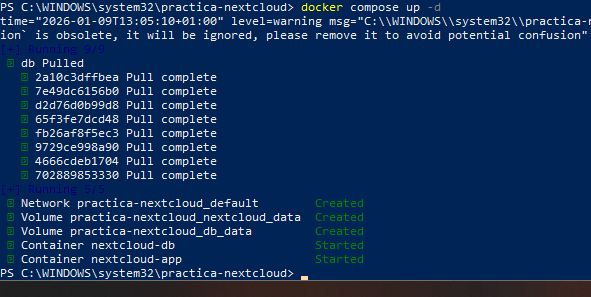 PS C:\WINDOWS\system32\practica-nextcloud> docker compose up -d
time="2026-01-09T13:05:10+01:00" level=warning msg="C:\\WINDOWS\\system32\\practica-n
ion` is obsolete, it will be ignored, please remove it to avoid potential confusion"
[+] Running 9/9
db Pulled
2a10c3dffbea Pull complete
7e49dc6156b0 Pull complete
d2d76d0b99d8 Pull complete
65f3fe7dcd48 Pull complete
fb26af8f5ec3 Pull complete
9729ce998a90 Pull complete
4666cdeb1704 Pull complete
702889853330 Pull complete
[+] Running 5/5
Network practica-nextcloud_default Created
Volume practica-nextcloud_nextcloud_data Created
Volume practica-nextcloud_db_data Created
Container nextcloud-db Started
Container nextcloud-app Started
PS C:\WINDOWS\system32\practica-nextcloud>